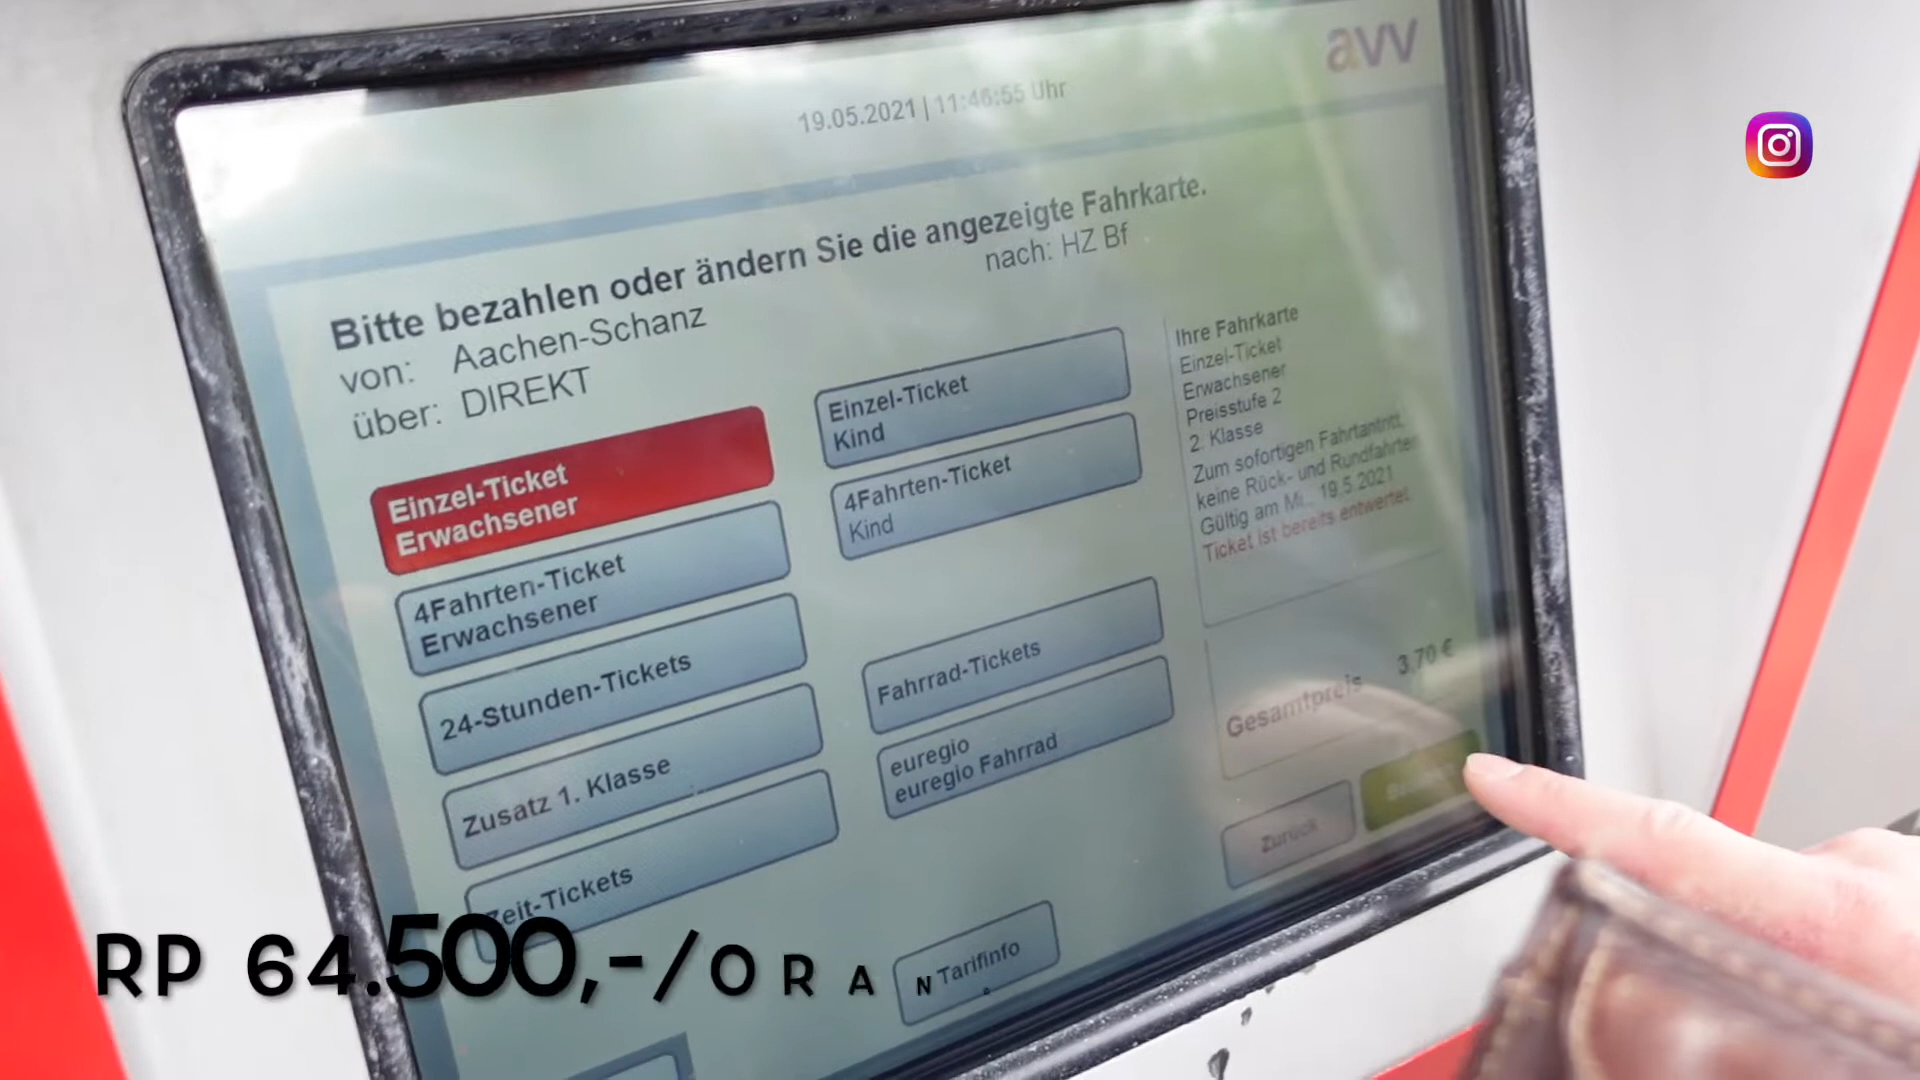 avv
19.05.2021 | 11:46:55 Uhr
Bitte bezahlen oder ändern Sie die angezeigte Fahrkarte.
von: Aachen-Schanz
nach: HZ Bf
über: DIREKT
Einzel-Ticket
Erwachsener
4Fahrten-Ticket
Erwachsener
24-Stunden-Tickets
Zusatz 1. Klasse
Zeit-Tickets
Einzel-Ticket
Kind
4Fahrten-Ticket
Kind
Fahrrad-Tickets
euregio
euregio Fahrrad
Tarifinfo
Ihre Fahrkarte
Einzel-Ticket
Erwachsener
Preisstufe 2
2. Klasse
Zum sofortigen Fahrtantritt,
keine Rück- und Rundfahrten
Gültig am Mi., 19.5.2021
Ticket ist bereits entwertet
Gesamtpreis 3,70 €
Zurück
RP 64.500,-/ORAN